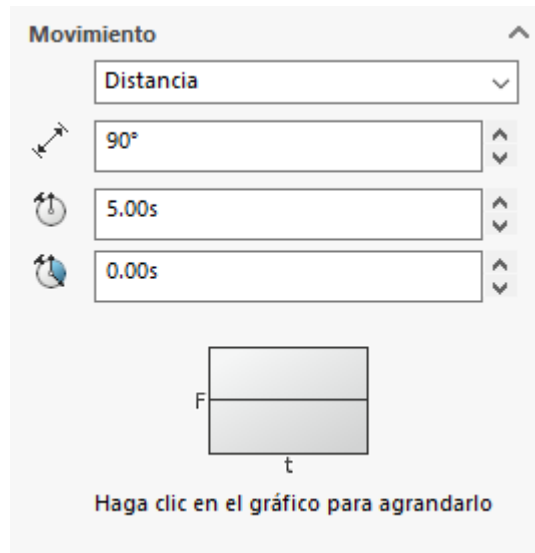 Movimiento
Distancia
90°
5.00s
0.00s
F
t
Haga clic en el gráfico para agrandarlo